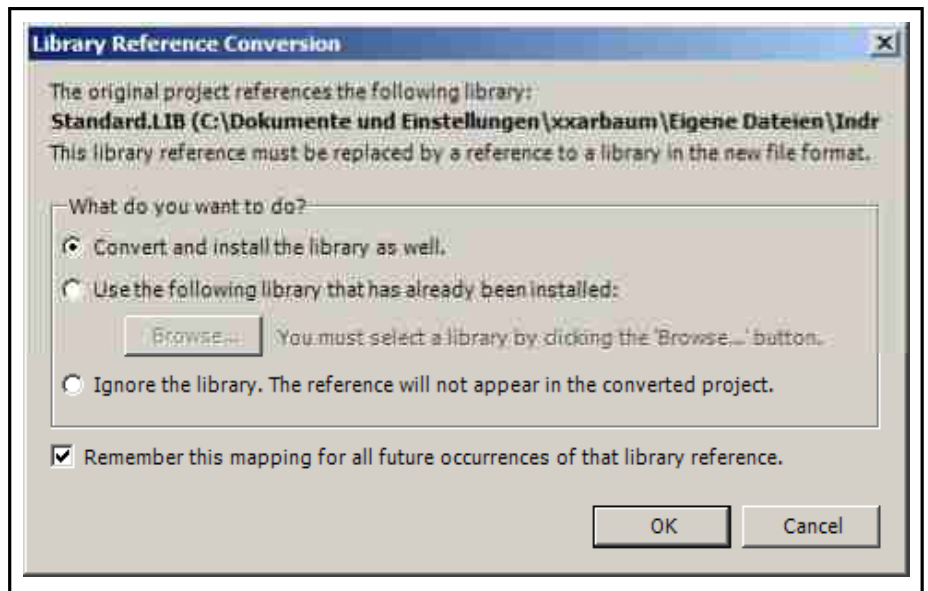 Library Reference Conversion
The original project references the following library:
Standard.LIB (C:\Dokumente und Einstellungen\xxarbaum\Eigene Dateien\Indr
This library reference must be replaced by a reference to a library in the new file format.
What do you want to do?
Convert and install the library as well.
Use the following library that has already been installed:
Browse... You must select a library by clicking the 'Browse...' button.
Ignore the library. The reference will not appear in the converted project.
Remember this mapping for all future occurrences of that library reference.
OK Cancel